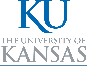 KU
THE UNIVERSITY OF
KANSAS